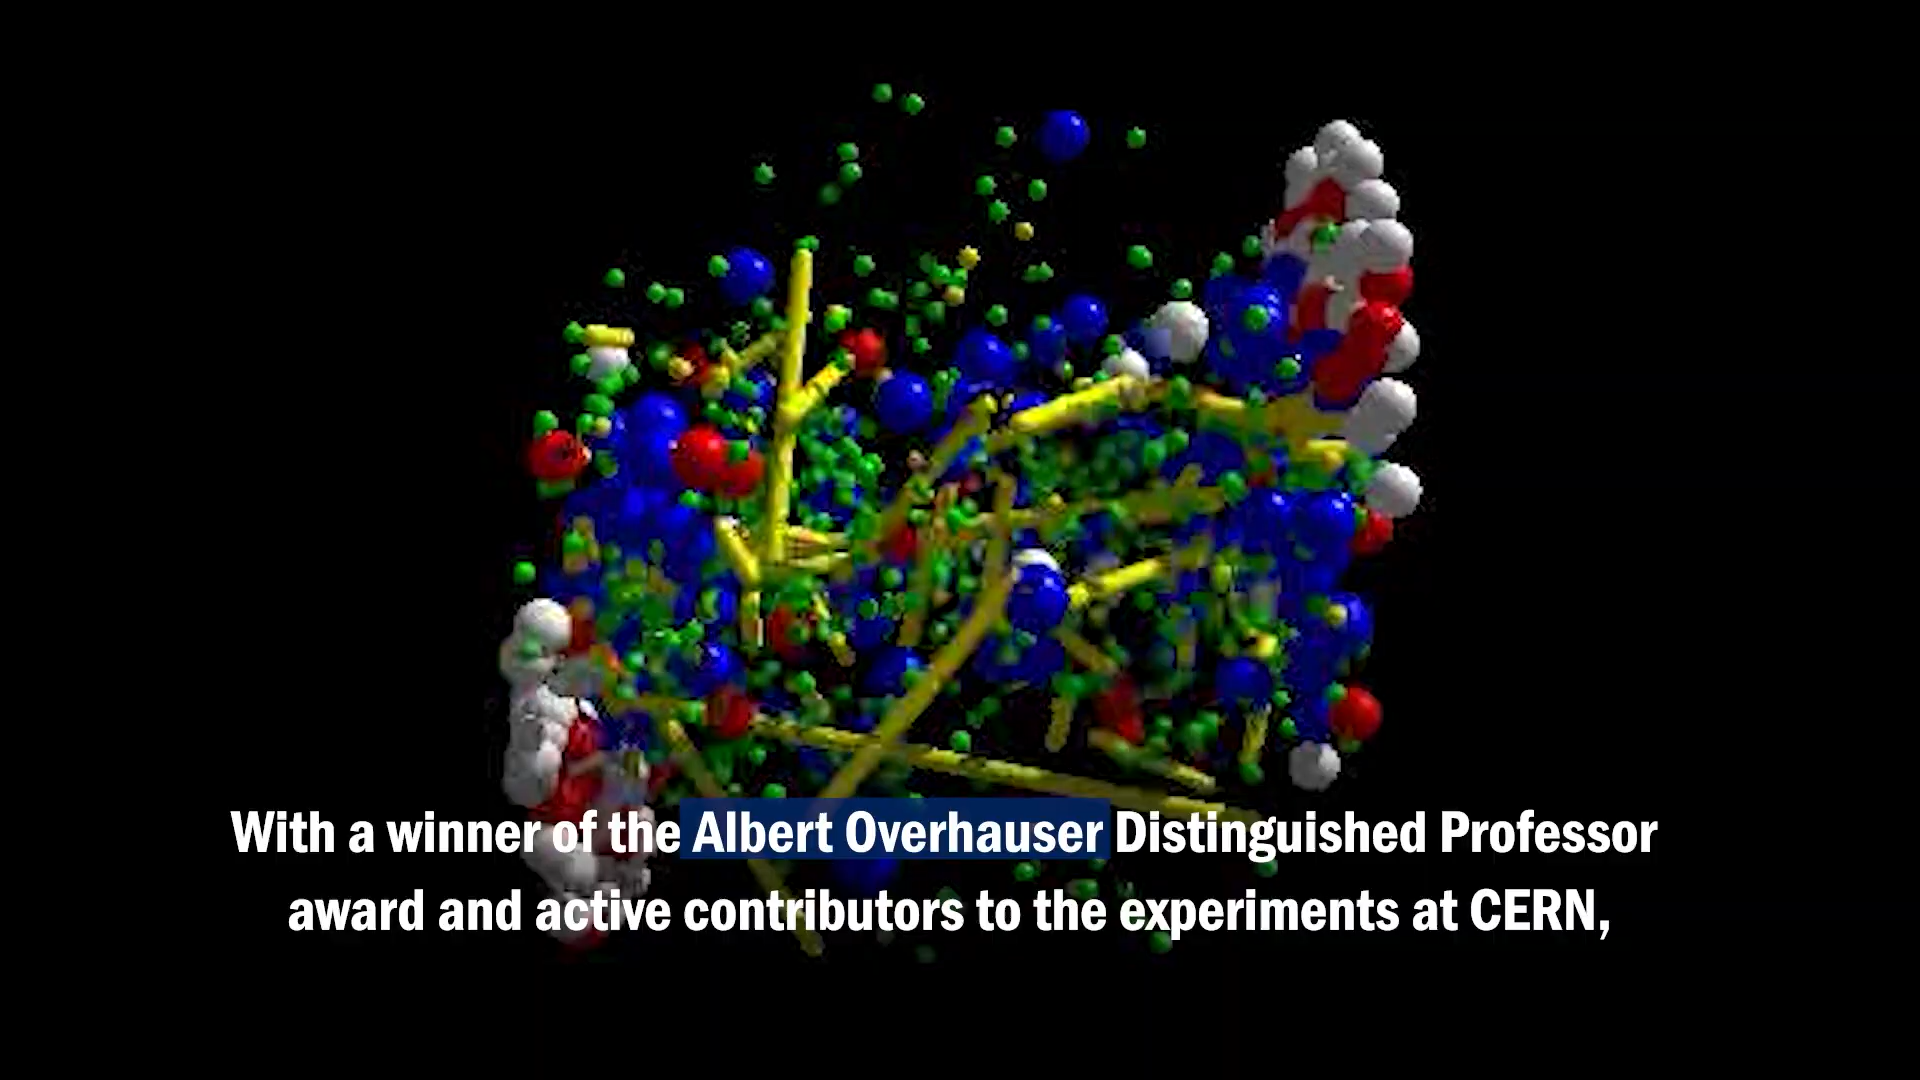 With a winner of the Albert Overhauser Distinguished Professor
award and active contributors to the experiments at CERN,